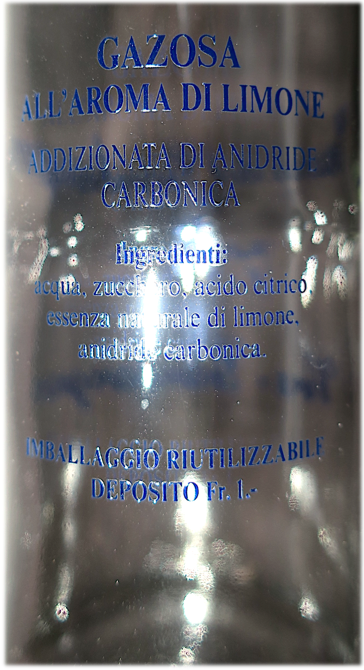 GAZOSA
ALL'AROMA DI LIMONE
ADDIZIONATA DI ANIDRIDE
CARBONICA
Ingredienti:
acqua, zucchero, acido citrico,
essenza naturale di limone,
anidride carbonica.
IMBALLAGGIO RIUTILIZZABILE
DEPOSITO Fr. 1.-